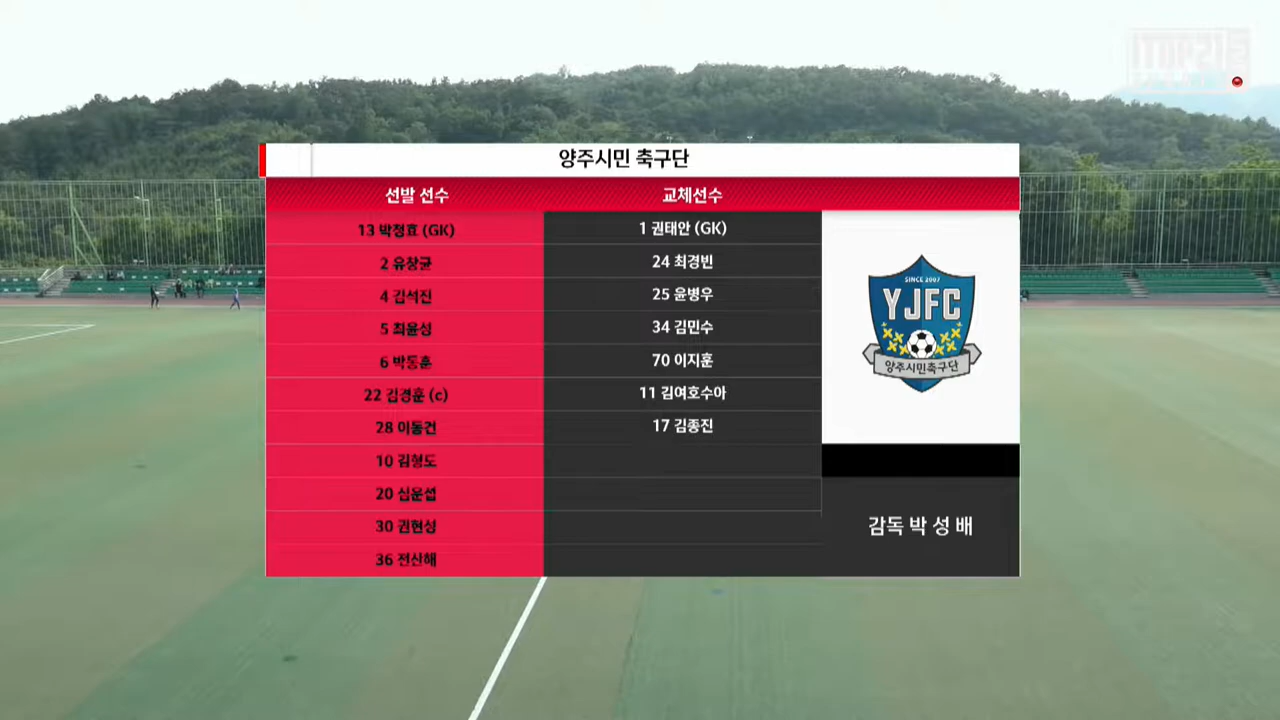 양주시민 축구단
선발 선수
교체선수
13 박정효 (GK)
1 권태안 (GK)
2 유창균
24 최경빈
4 김석진
25 윤병우
5 최윤성
34 김민수
6 박동훈
70 이지훈
22 김경훈 (c)
11 김여호수아
28 이동건
17 김종진
10 김형도
20 심운섭
30 권현성
36 전산해
SINCE 2007
YJFC
양주시민축구단
감독 박 성 배